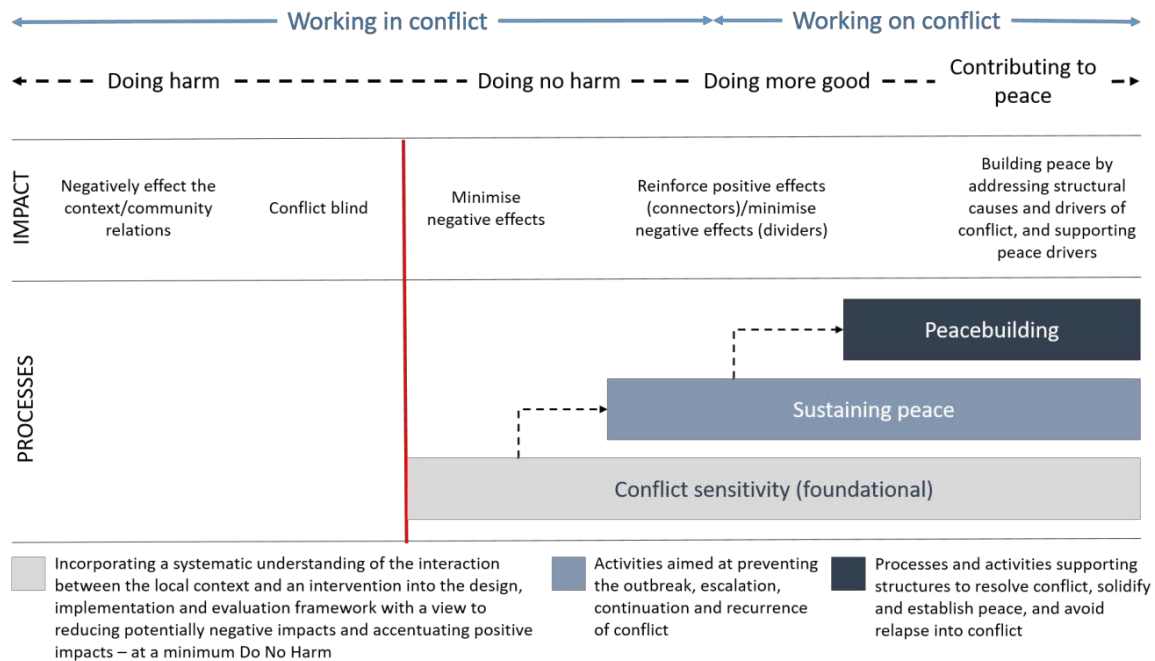 Working in conflict
Working on conflict
Doing harm
Doing no harm
Doing more good
Contributing to
peace
IMPACT
Negatively effect the
context/community
relations
Conflict blind
Minimise
negative effects
Reinforce positive effects
(connectors)/minimise
negative effects (dividers)
Building peace by
addressing structural
causes and drivers of
conflict, and supporting
peace drivers
PROCESSES
Peacebuilding
Sustaining peace
Conflict sensitivity (foundational)
Incorporating a systematic understanding of the interaction
between the local context and an intervention into the design,
implementation and evaluation framework with a view to
reducing potentially negative impacts and accentuating positive
impacts – at a minimum Do No Harm
Activities aimed at preventing
the outbreak, escalation,
continuation and recurrence
of conflict
Processes and activities supporting
structures to resolve conflict, solidify
and establish peace, and avoid
relapse into conflict